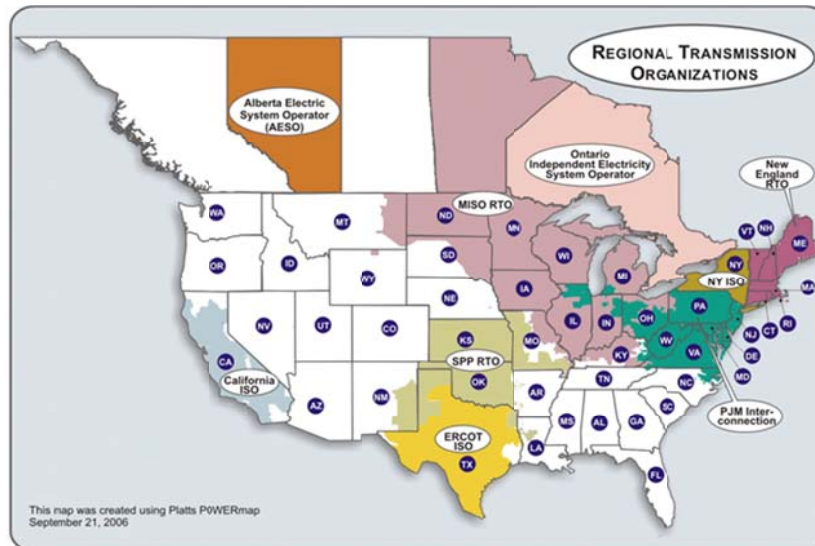 REGIONAL TRANSMISSION
ORGANIZATIONS
Alberta Electric
System Operator
(AESO)
Ontario
Independent Electricity
System Operator
New
England
RTO
MISO RTO
WA
MT
ND
MN
VT
NH
ME
OR
ID
WY
SD
WI
MI
NY
NY ISO
MA
NE
IA
PA
NV
UT
CO
IL
IN
OH
NJ
CT
RI
CA
KS
MO
WV
VA
DE
MD
California
ISO
SPP RTO
KY
AZ
NM
OK
AR
TN
NC
PJM Inter-
connection
SC
ERCOT
ISO
MS
AL
GA
TX
LA
FL
This map was created using Platts P0WERmap
September 21, 2006